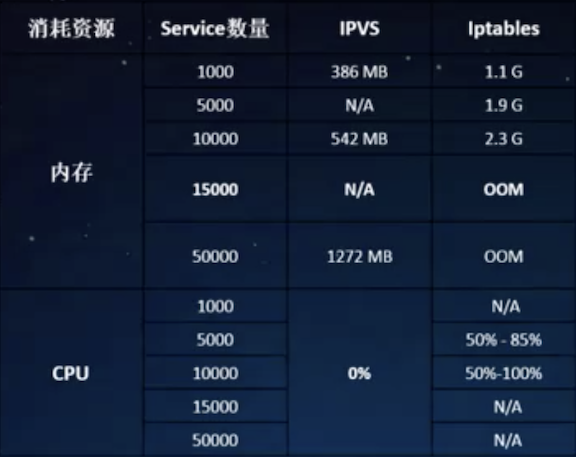 消耗资源 Service数量 IPVS Iptables
内存
1000 386 MB 1.1 G
5000 N/A 1.9 G
10000 542 MB 2.3 G
15000 N/A OOM
50000 1272 MB OOM
CPU
0%
1000 N/A
5000 50% - 85%
10000 50%-100%
15000 N/A
50000 N/A